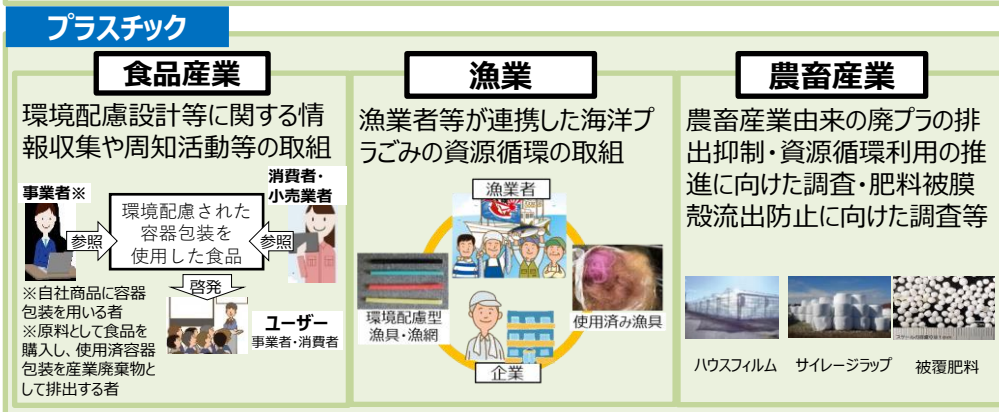 プラスチック
食品産業
環境配慮設計等に関する情
報収集や周知活動等の取組
事業者※
消費者・
小売業者
環境配慮された
容器包装を
使用した食品
参照
参照
啓発
※自社商品に容器
包装を用いる者
※原料として食品を
購入し、使用済容器
包装を産業廃棄物と
して排出する者
ユーザー
事業者・消費者
漁業
漁業者等が連携した海洋プ
ラごみの資源循環の取組
漁業者
環境配慮型
漁具・漁網
使用済み漁具
企業
農畜産業
農畜産業由来の廃プラの排
出抑制・資源循環利用の推
進に向けた調査・肥料被膜
殻流出防止に向けた調査等
ハウスフィルム
サイレージラップ
被覆肥料